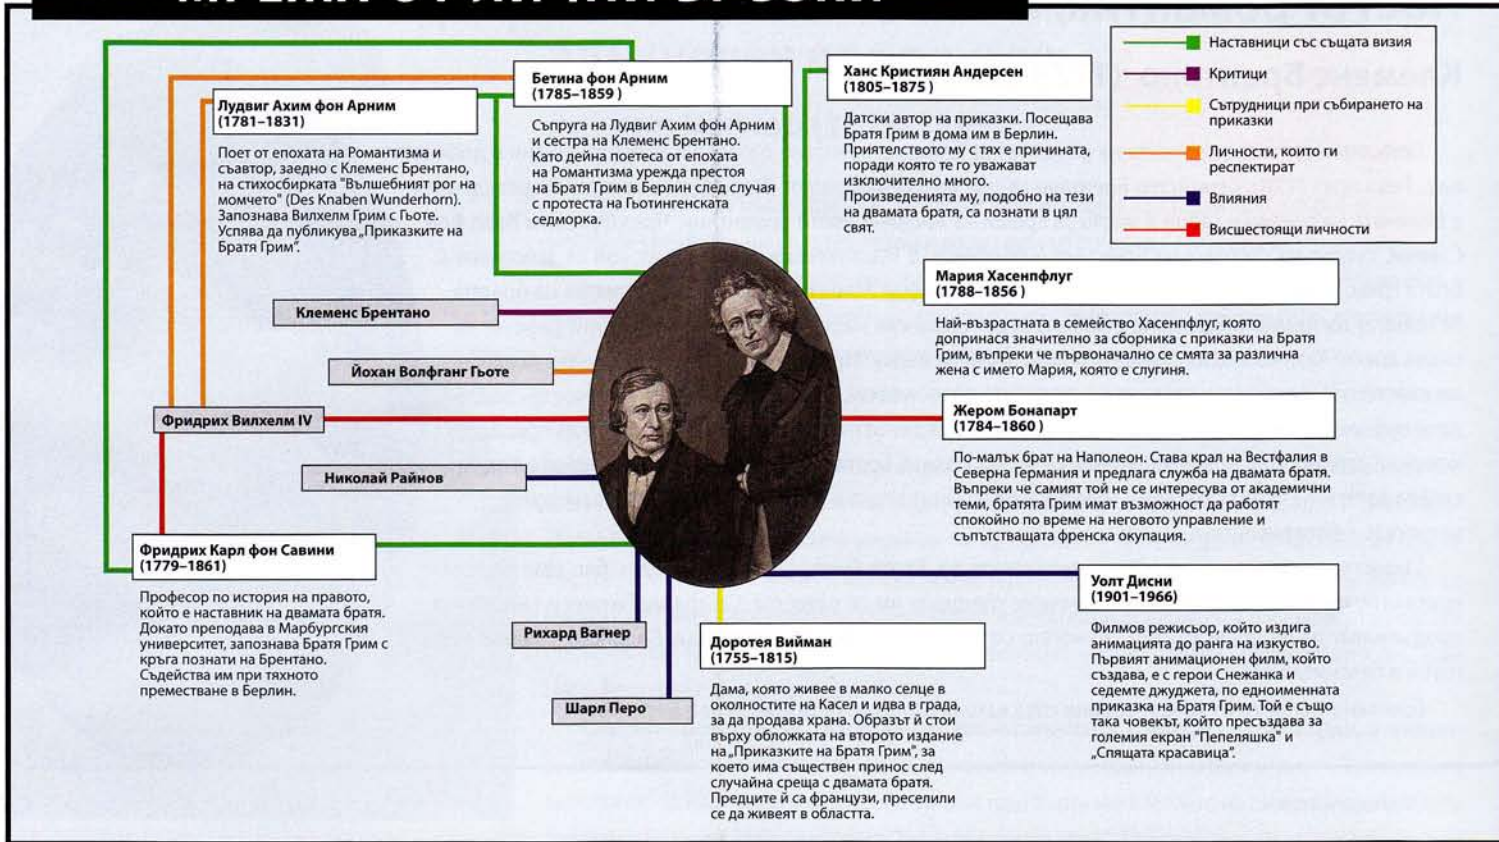 Лудвиг Ахим фон Арним
(1781–1831)
Поет от епохата на Романтизма и
съавтор, заедно с Клеменс Брентано,
на стихосбирката "Вълшебният рог на
момчето" (Des Knaben Wunderhorn).
Запознава Вилхелм Грим с Гьоте.
Успява да публикува „Приказките на
Братя Грим".
Бетина фон Арним
(1785–1859 )
Съпруга на Лудвиг Ахим фон Арним
и сестра на Клеменс Брентано.
Като дейна поетеса от епохата
на Романтизма урежда престоя
на Братя Грим в Берлин след случая
с протеста на Гьотингенската
седморка.
Ханс Кристиян Андерсен
(1805–1875 )
Датски автор на приказки. Посещава
Братя Грим в дома им в Берлин.
Приятелството му с тях е причината,
поради която те го уважават
изключително много.
Произведенията му, подобно на тези
на двамата братя, са познати в цял
свят.
Наставници със същата визия
Критици
Сътрудници при събирането на
приказки
Личности, които ги
респектират
Влияния
Висшестоящи личности
Мария Хасенпфлуг
(1788–1856 )
Най-възрастната в семейство Хасенпфлуг, която
допринася значително за сборника с приказки на Братя
Грим, въпреки че първоначално се смята за различна
жена с името Мария, която е слугиня.
Клеменс Брентано
Йохан Волфганг Гьоте
Фридрих Вилхелм IV
Николай Райнов
Жером Бонапарт
(1784–1860 )
По-малък брат на Наполеон. Става крал на Вестфалия в
Северна Германия и предлага служба на двамата братя.
Въпреки че самият той не се интересува от академични
теми, братята Грим имат възможност да работят
спокойно по време на неговото управление и
съпътстващата френска окупация.
Фридрих Карл фон Савини
(1779–1861)
Професор по история на правото,
който е наставник на двамата братя.
Докато преподава в Марбургския
университет, запознава Братя Грим с
кръга познати на Брентано.
Съдейства им при тяхното
преместване в Берлин.
Рихард Вагнер
Шарл Перо
Доротея Вийман
(1755–1815)
Дама, която живее в малко селце в
околностите на Касел и идва в града,
за да продава храна. Образът й стои
върху обложката на второто издание
на „Приказките на Братя Грим", за
което има съществен принос след
случайна среща с двамата братя.
Предците й са французи, преселили
се да живеят в областта.
Уолт Дисни
(1901–1966)
Филмов режисьор, който издига
анимацията до ранга на изкуство.
Първият анимационен филм, който
създава, е с герои Снежанка и
седемте джуджета, по едноименната
приказка на Братя Грим. Той е също
така човекът, който пресъздава за
големия екран "Пепеляшка" и
„Спящата красавица".